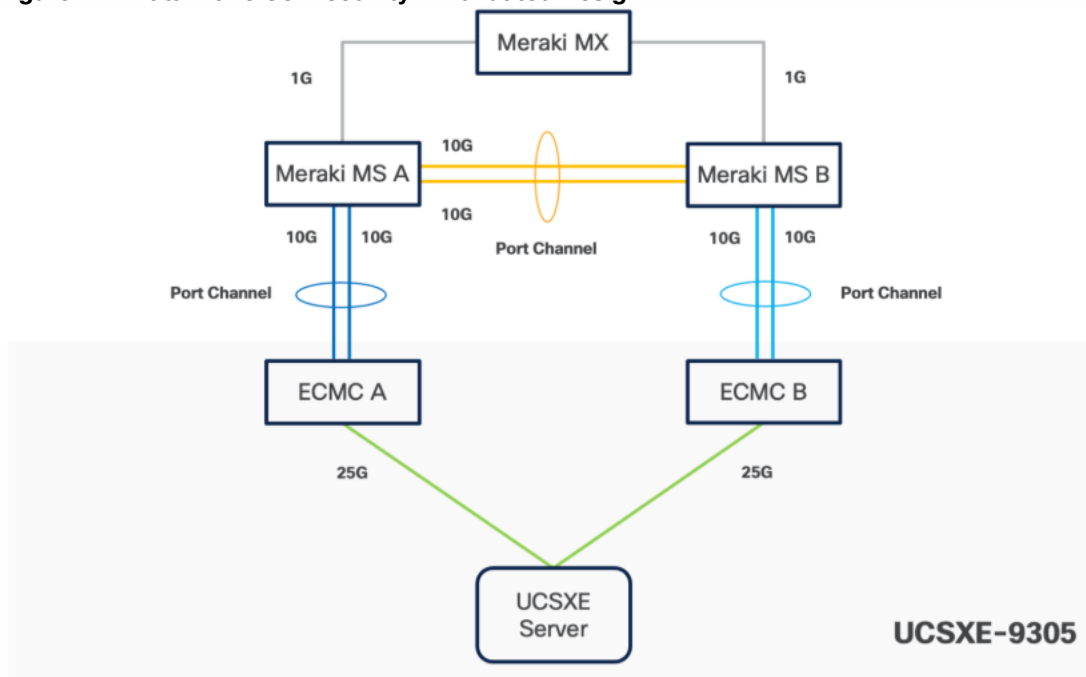 Meraki MX
1G
1G
10G
Meraki MS A
Meraki MS B
10G
10G
10G
Port Channel
10G
10G
Port Channel
Port Channel
ECMC A
ECMC B
25G
25G
UCSXE
Server
UCSXE-9305